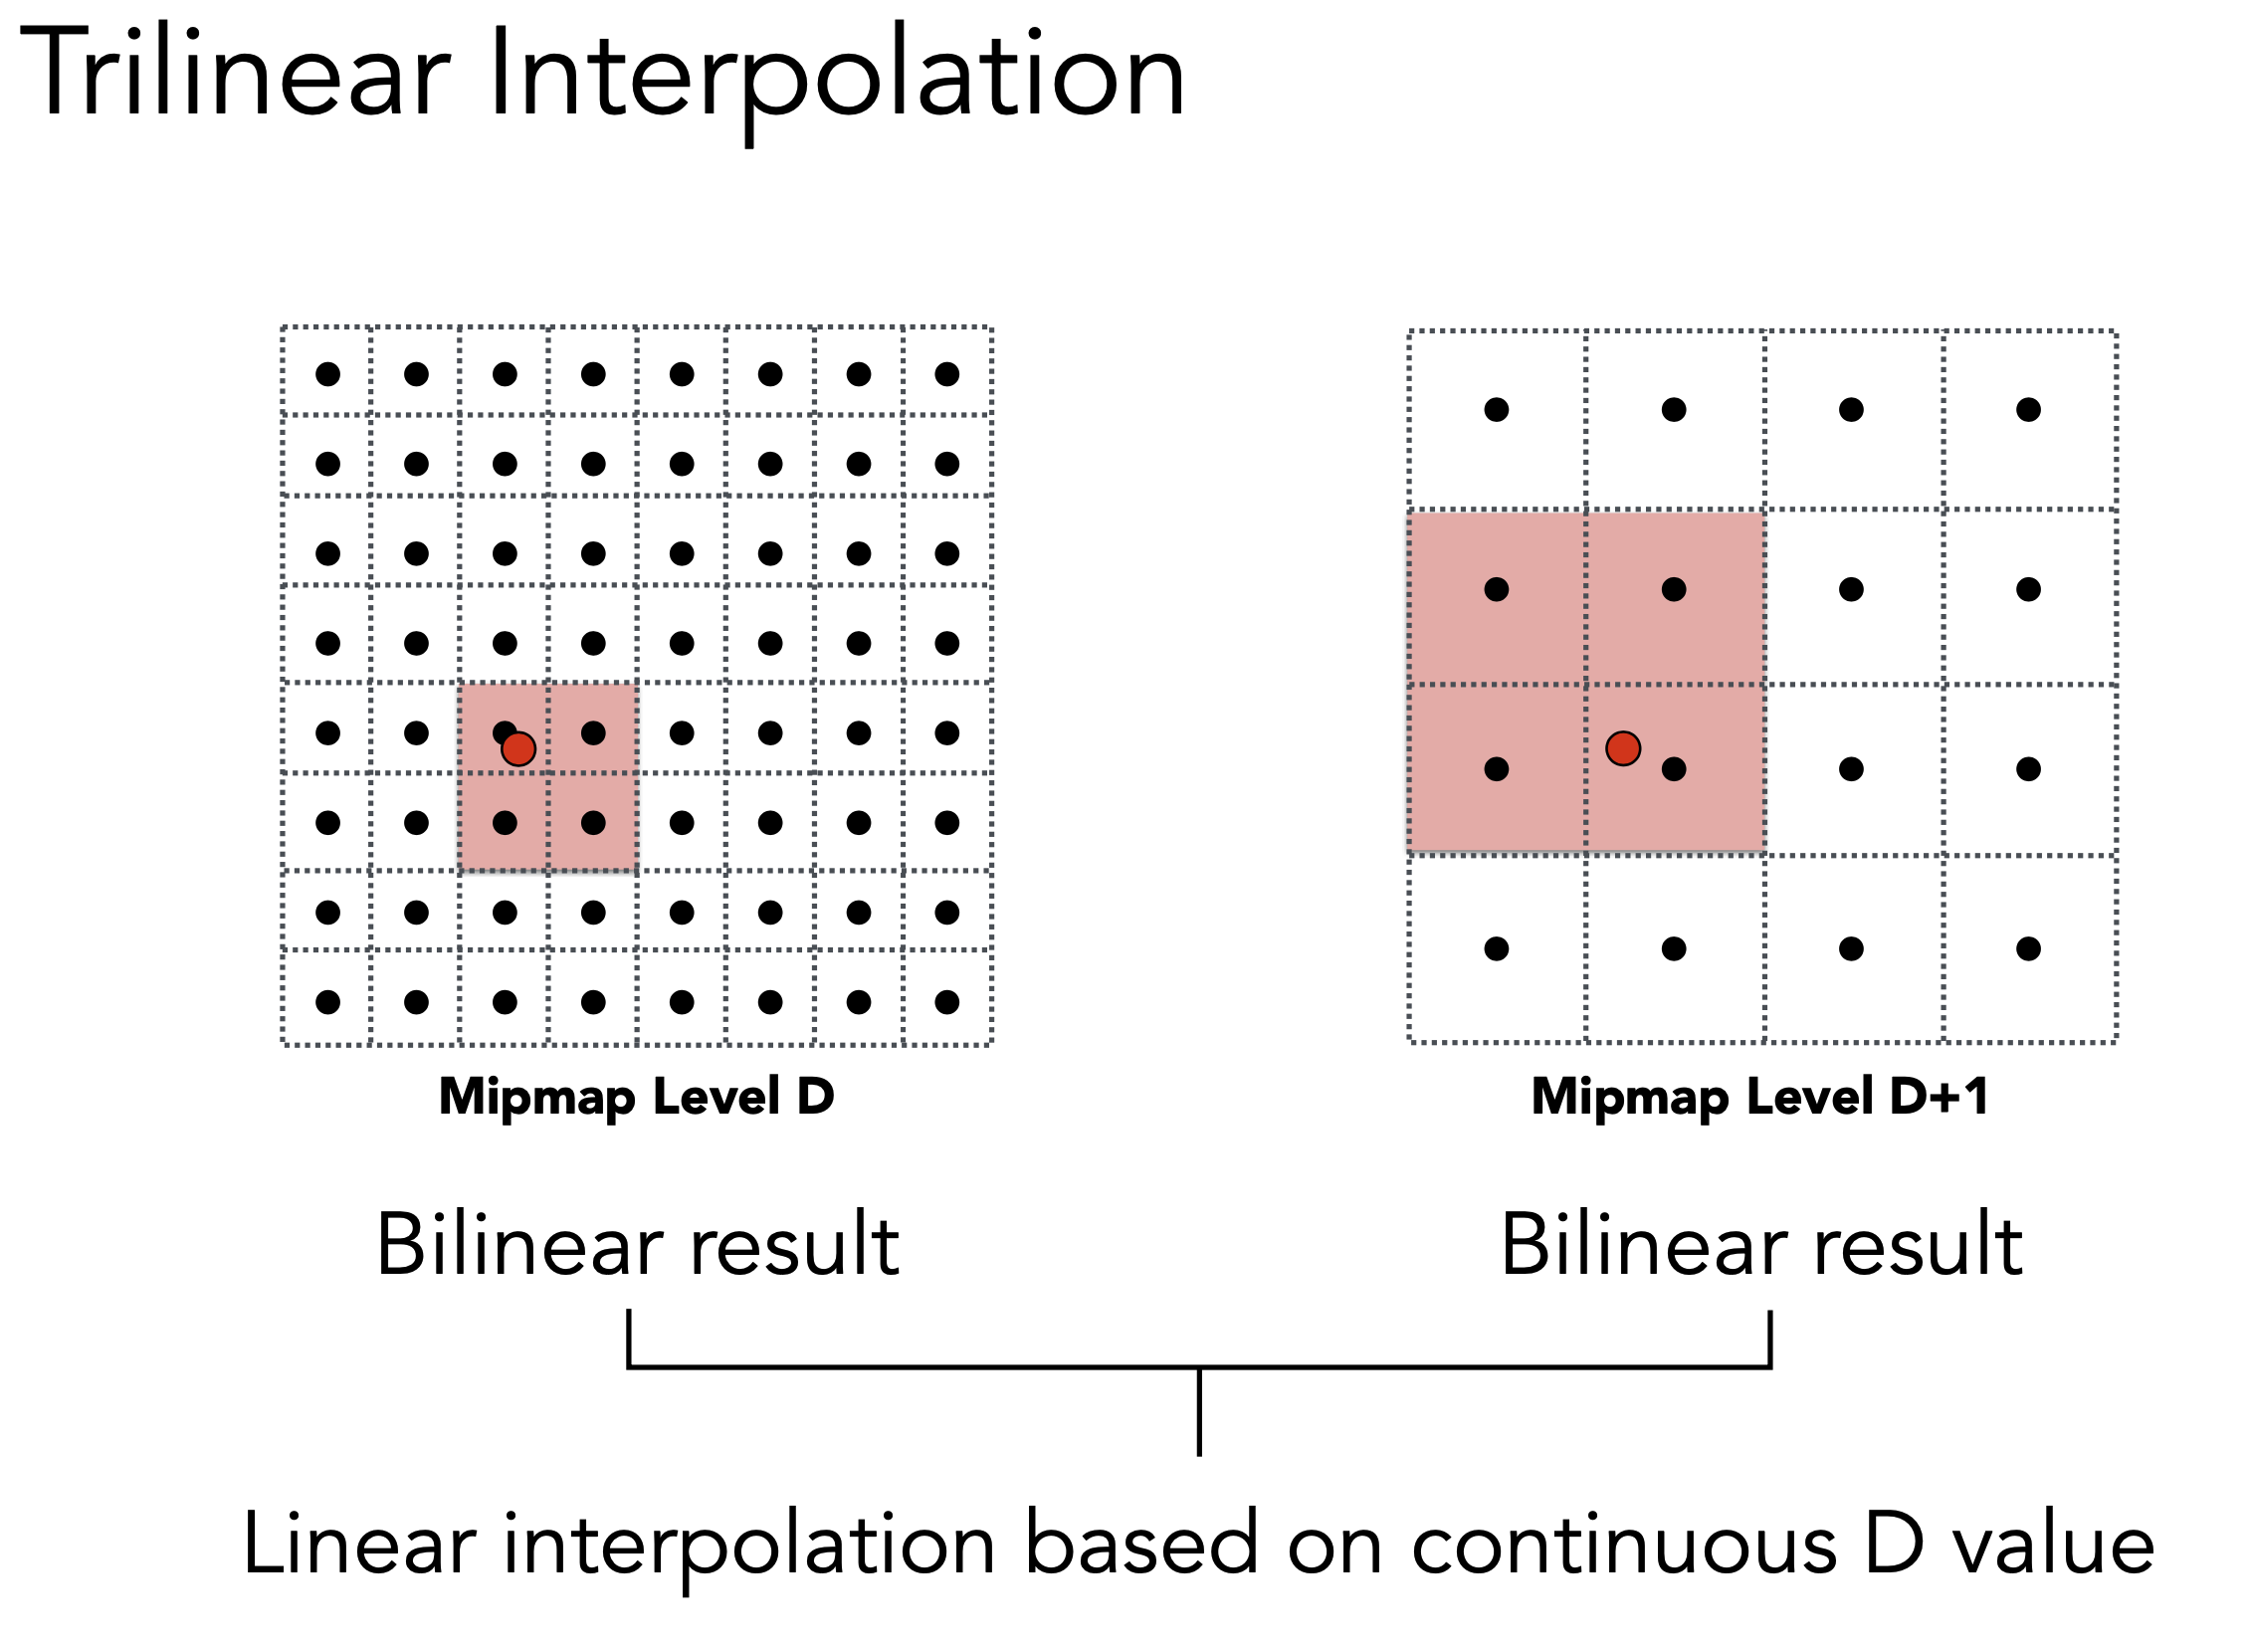 Trilinear Interpolation
Mipmap Level D
Mipmap Level D+1
Bilinear result
Bilinear result
Linear interpolation based on continuous D value